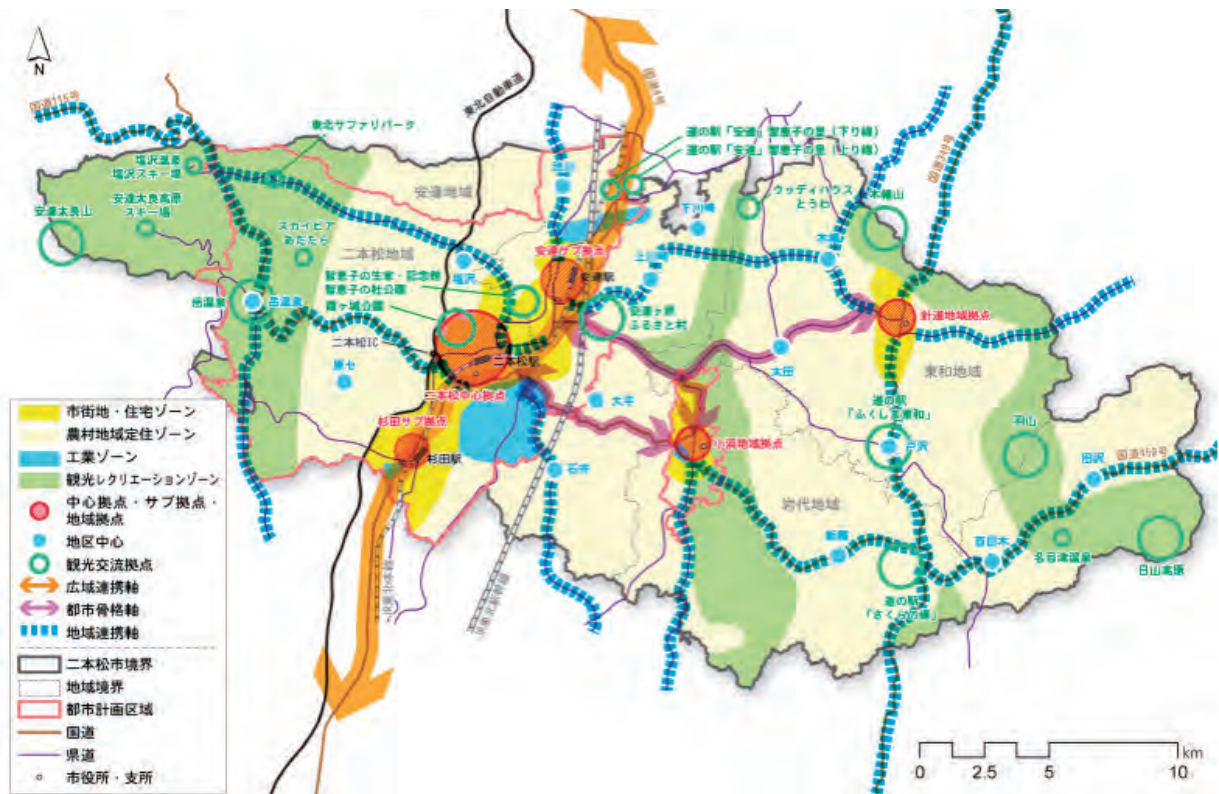 N
国道115号
東北自動車道
国道4号
国道349号
東北サファリパーク
塩沢温泉
塩沢スキー場
安達太良山
安達太良高原
スキー場
スカイピア
あだたら
安達地域
二本松地域
道の駅「安達」智恵子の里（下り線）
道の駅「安達」智恵子の里（上り線）
渋川
下川崎
ウッディハウス
とうわ
木幡山
木幡
上川崎
安達サブ拠点
安達駅
塩沢
智恵子の生家・記念館
智恵子の杜公園
霞ヶ城公園
安達ヶ原
ふるさと村
岳温泉
岳温泉
二本松IC
二本松駅
原セ
二本松中心拠点
針道地域拠点
太田
東和地域
杉田サブ拠点
杉田駅
大平
小浜地域拠点
道の駅
「ふくしま東和」
戸沢
羽山
田沢
国道459号
石井
岩代地域
新殿
百目木
名目津温泉
日山高原
道の駅
「さくらの郷」
JR東北本線
JR東北新幹線
市街地・住宅ゾーン
農村地域定住ゾーン
工業ゾーン
観光レクリエーションゾーン
中心拠点・サブ拠点・
地域拠点
地区中心
観光交流拠点
広域連携軸
都市骨格軸
地域連携軸
二本松市境界
地域境界
都市計画区域
国道
県道
市役所・支所
km
0 2.5 5 10